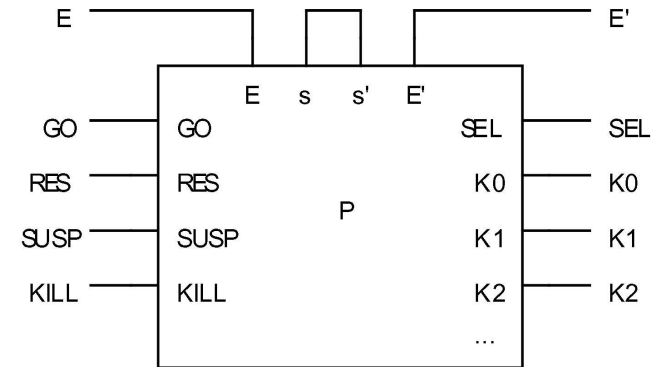 E E'
E s s' E'
GO GO SEL SEL
RES RES K0 K0
P
SUSP SUSP K1 K1
KILL KILL K2 K2
...